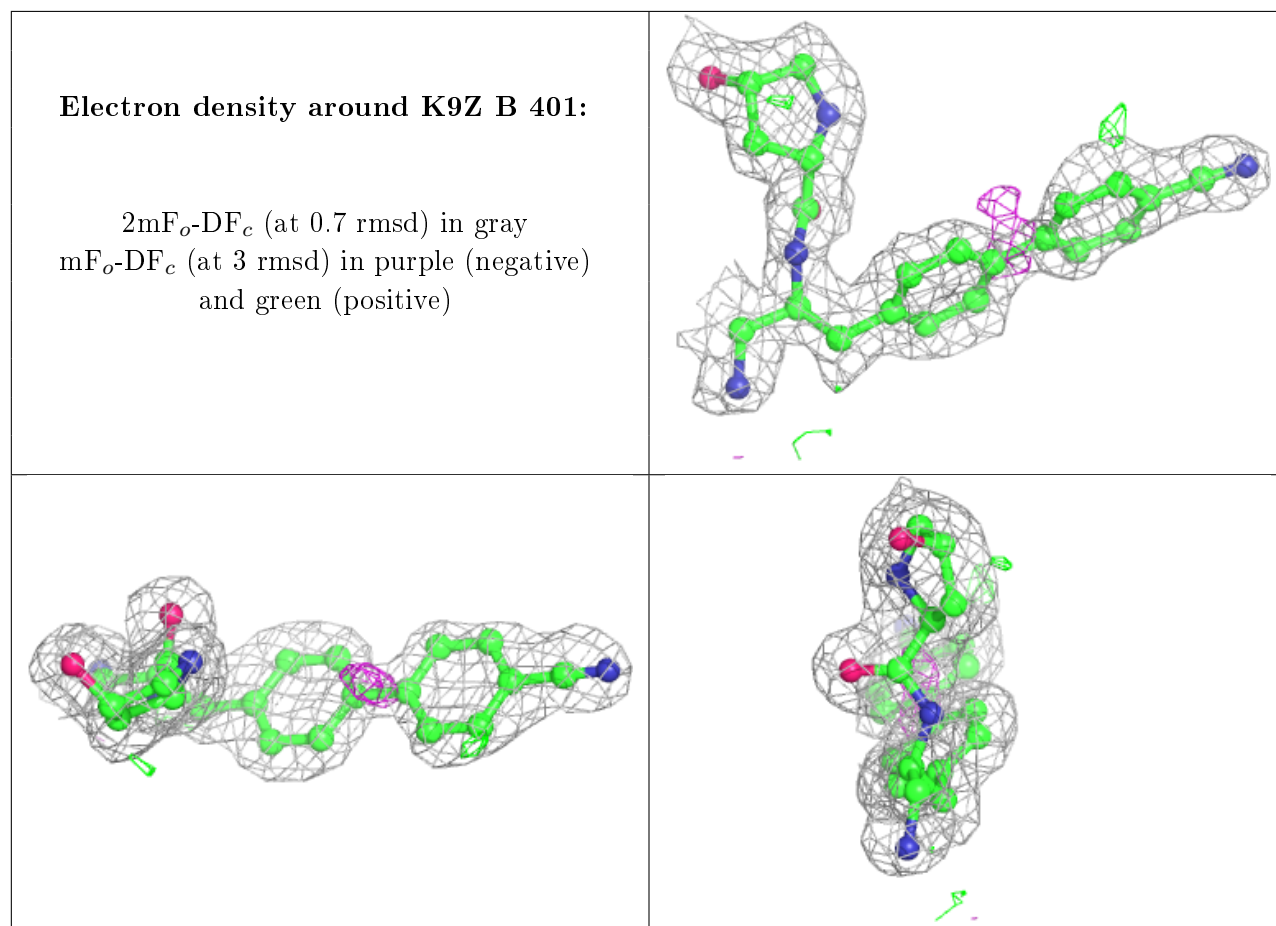 Electron density around K9Z B 401:
2mFₒ-DF𝒸 (at 0.7 rmsd) in gray
mFₒ-DF𝒸 (at 3 rmsd) in purple (negative)
and green (positive)